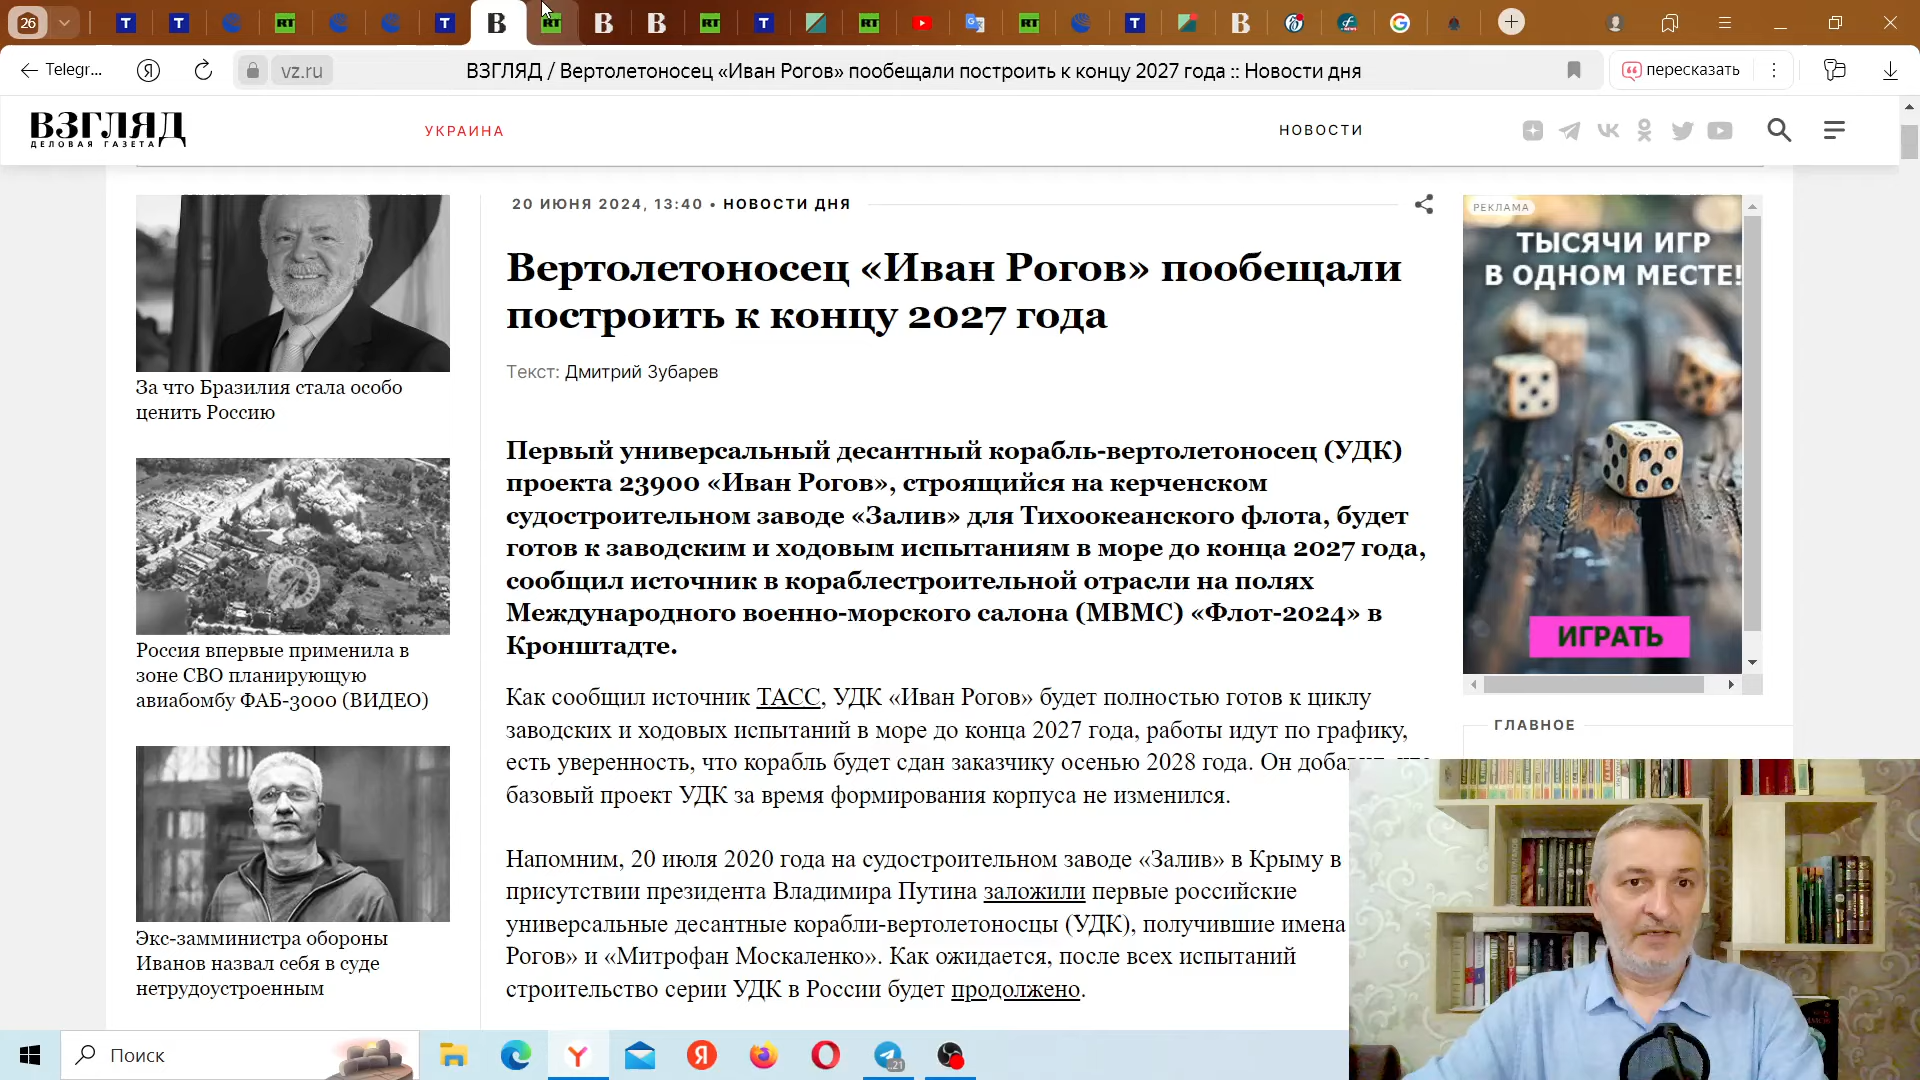 26
T
T
RT
T
B
RT
B
B
RT
T
RT
RT
T
B
G
← Telegr...
Я
vz.ru
ВЗГЛЯД / Вертолетоносец «Иван Рогов» пообещали построить к концу 2027 года :: Новости дня
пересказать
ВЗГЛЯД
ДЕЛОВАЯ ГАЗЕТА
УКРАИНА
НОВОСТИ
За что Бразилия стала особо
ценить Россию
Россия впервые применила в
зоне СВО планирующую
авиабомбу ФАБ-3000 (ВИДЕО)
Экс-замминистра обороны
Иванов назвал себя в суде
нетрудоустроенным
20 ИЮНЯ 2024, 13:40 • НОВОСТИ ДНЯ
Вертолетоносец «Иван Рогов» пообещали
построить к концу 2027 года
Текст: Дмитрий Зубарев
Первый универсальный десантный корабль-вертолетоносец (УДК)
проекта 23900 «Иван Рогов», строящийся на керченском
судостроительном заводе «Залив» для Тихоокеанского флота, будет
готов к заводским и ходовым испытаниям в море до конца 2027 года,
сообщил источник в кораблестроительной отрасли на полях
Международного военно-морского салона (МВМС) «Флот-2024» в
Кронштадте.
Как сообщил источник ТАСС, УДК «Иван Рогов» будет полностью готов к циклу
заводских и ходовых испытаний в море до конца 2027 года, работы идут по графику,
есть уверенность, что корабль будет сдан заказчику осенью 2028 года. Он
базовый проект УДК за время формирования корпуса не изменился.
Напомним, 20 июля 2020 года на судостроительном заводе «Залив» в Крыму в
присутствии президента Владимира Путина заложили первые российские
универсальные десантные корабли-вертолетоносцы (УДК), получившие имена
Рогов» и «Митрофан Москаленко». Как ожидается, после всех испытаний
строительство серии УДК в России будет продолжено.
РЕКЛАМА
ТЫСЯЧИ ИГР
В ОДНОМ МЕСТЕ!
ИГРАТЬ
ГЛАВНОЕ
Поиск
Я
21